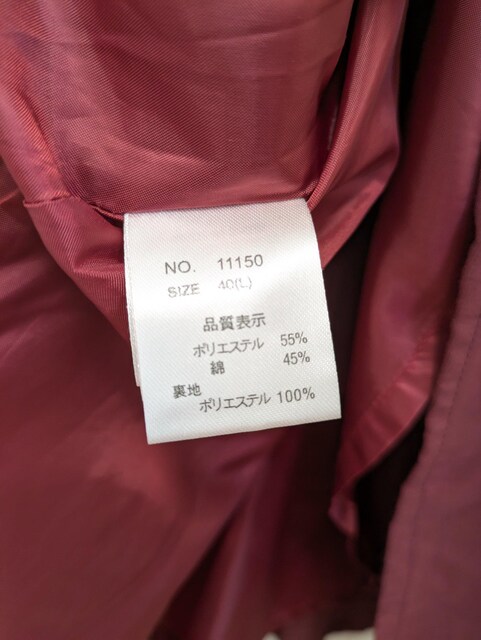 NO. 11150
SIZE 40(L)
品質表示
ポリエステル 55%
綿 45%
裏地
ポリエステル 100%